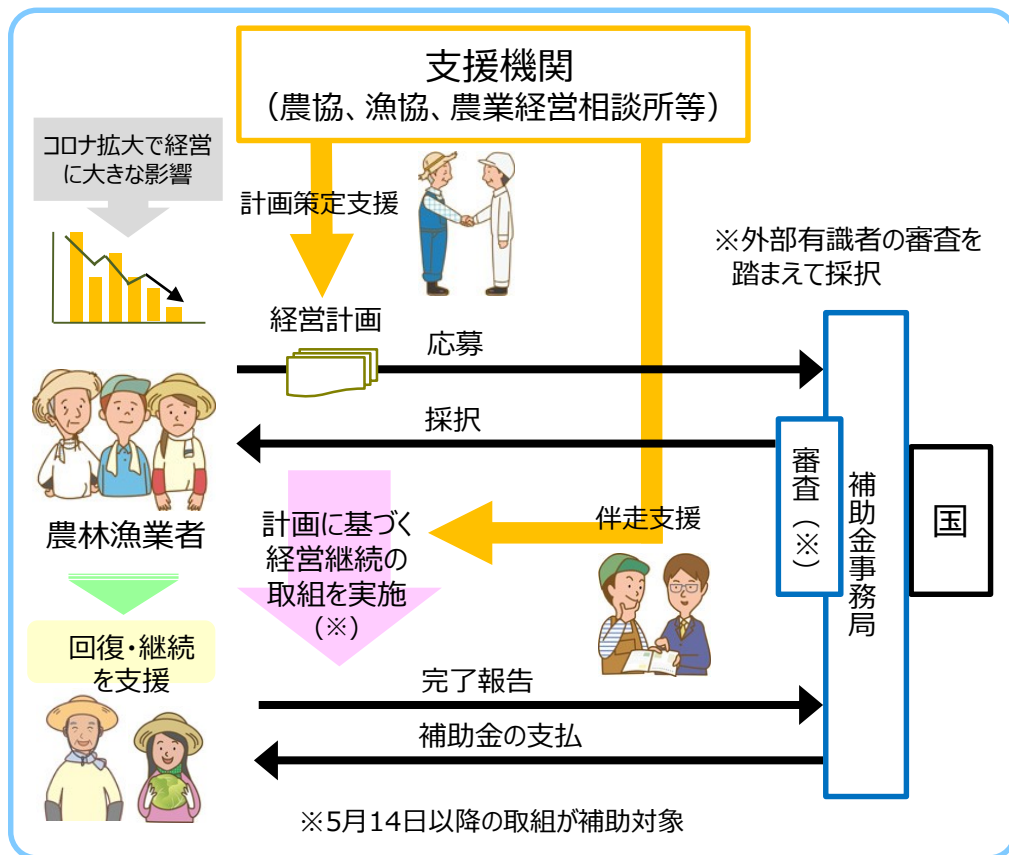 支援機関
（農協、漁協、農業経営相談所等）
コロナ拡大で経営
に大きな影響
計画策定支援
※外部有識者の審査を
踏まえて採択
経営計画
応募
採択
農林漁業者
計画に基づく
経営継続の
取組を実施
（※）
伴走支援
審査（※）
補助金事務局
国
回復・継続
を支援
完了報告
補助金の支払
※5月14日以降の取組が補助対象